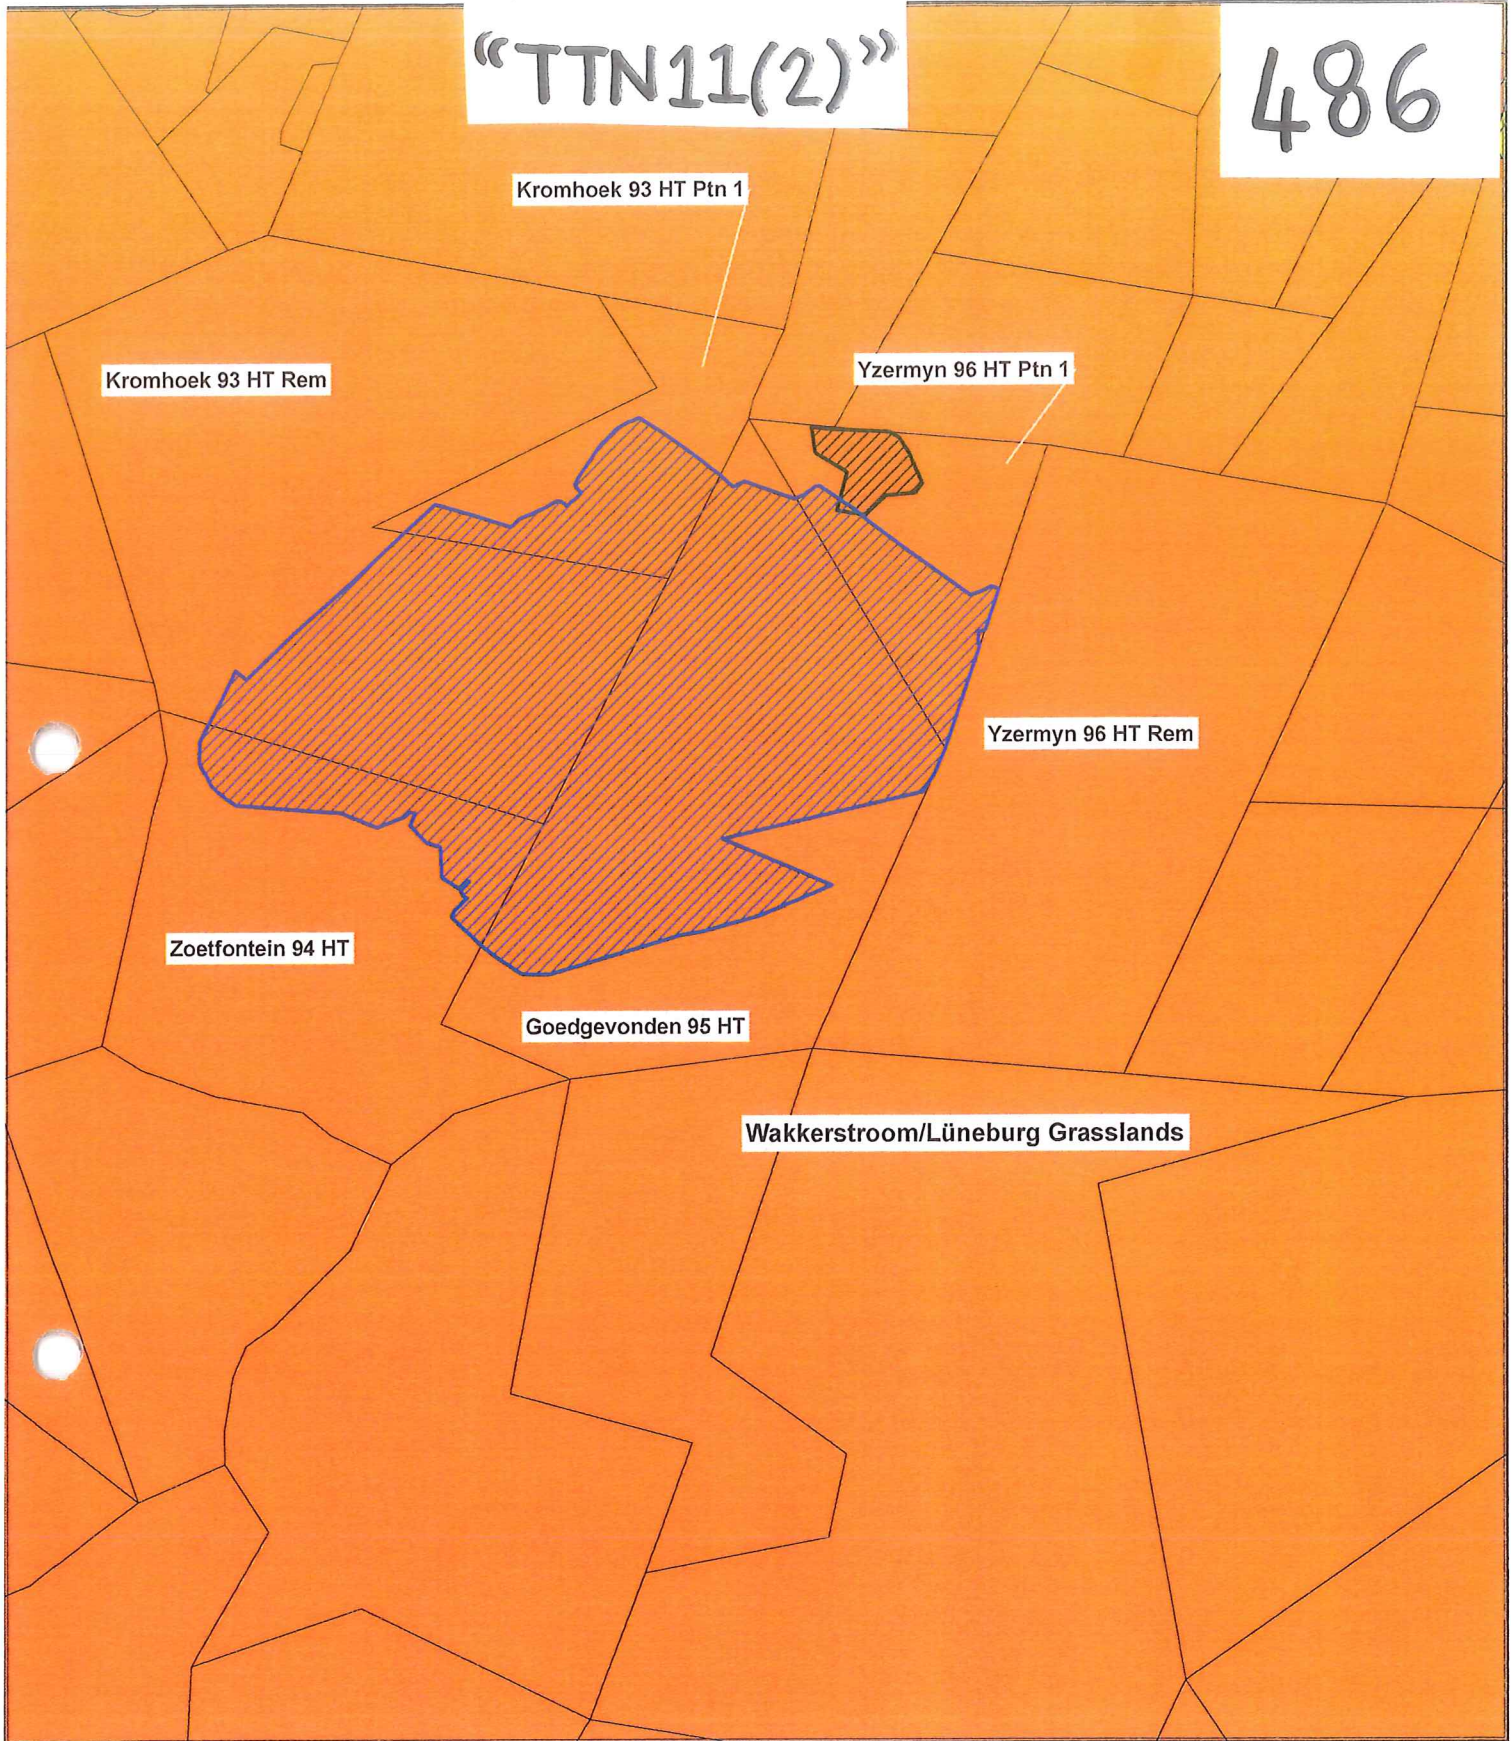 “TTN11(2)”
486
Kromhoek 93 HT Ptn 1
Yzermyn 96 HT Ptn 1
Kromhoek 93 HT Rem
Yzermyn 96 HT Rem
Zoetfontein 94 HT
Goedgevonden 95 HT
Wakkerstroom/Lüneburg Grasslands